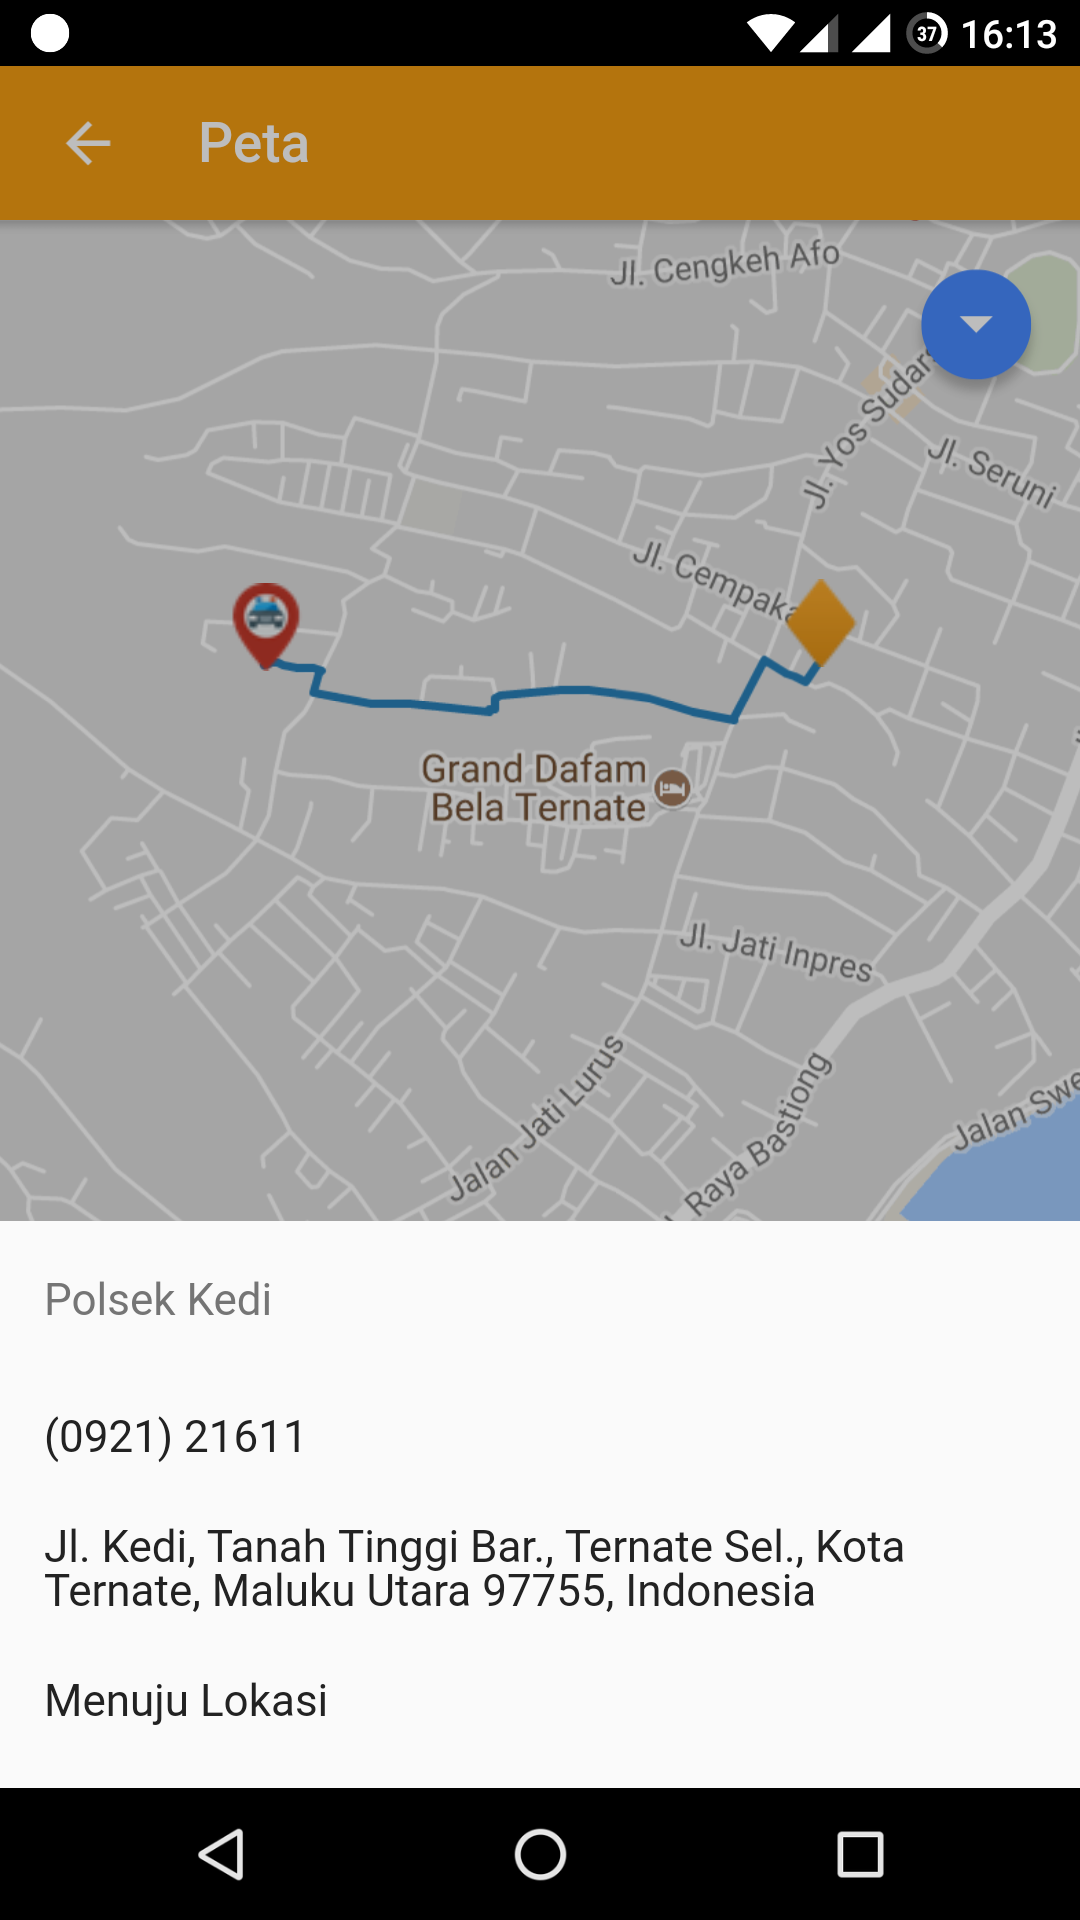 37 16:13
Peta
Jl. Cengkeh Afo
Jl. Yos
Jl. Seruni
Jl. Cempaka
Grand Dafam
Bela Ternate
Jl. Jati Inpres
Jalan Jati Lurus
Raya Bastiong
Jalan
Polsek Kedi
(0921) 21611
Jl. Kedi, Tanah Tinggi Bar., Ternate Sel., Kota
Ternate, Maluku Utara 97755, Indonesia
Menuju Lokasi